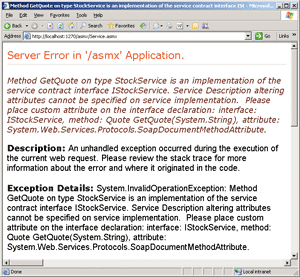 Method GetQuote on type StockService is an implementation of the service contract interface ISt - Microsof...
File Edit View Favorites Tools Help
Address http://localhost:1270/asmx/Service.asmx
Server Error in '/asmx' Application.
Method GetQuote on type StockService is an implementation of the
service contract interface IStockService. Service Description altering
attributes cannot be specified on service implementation. Please
place custom attribute on the interface declaration: interface:
IStockService, method: Quote GetQuote(System.String), attribute:
System.Web.Services.Protocols.SoapDocumentMethodAttribute.
Description: An unhandled exception occurred during the execution of
the current web request. Please review the stack trace for more
information about the error and where it originated in the code.
Exception Details: System.InvalidOperationException: Method
GetQuote on type StockService is an implementation of the service
contract interface IStockService. Service Description altering attributes
cannot be specified on service implementation. Please place custom
attribute on the interface declaration: interface: IStockService, method:
Quote GetQuote(System.String), attribute:
System.Web.Services.Protocols.SoapDocumentMethodAttribute.
Done Local intranet